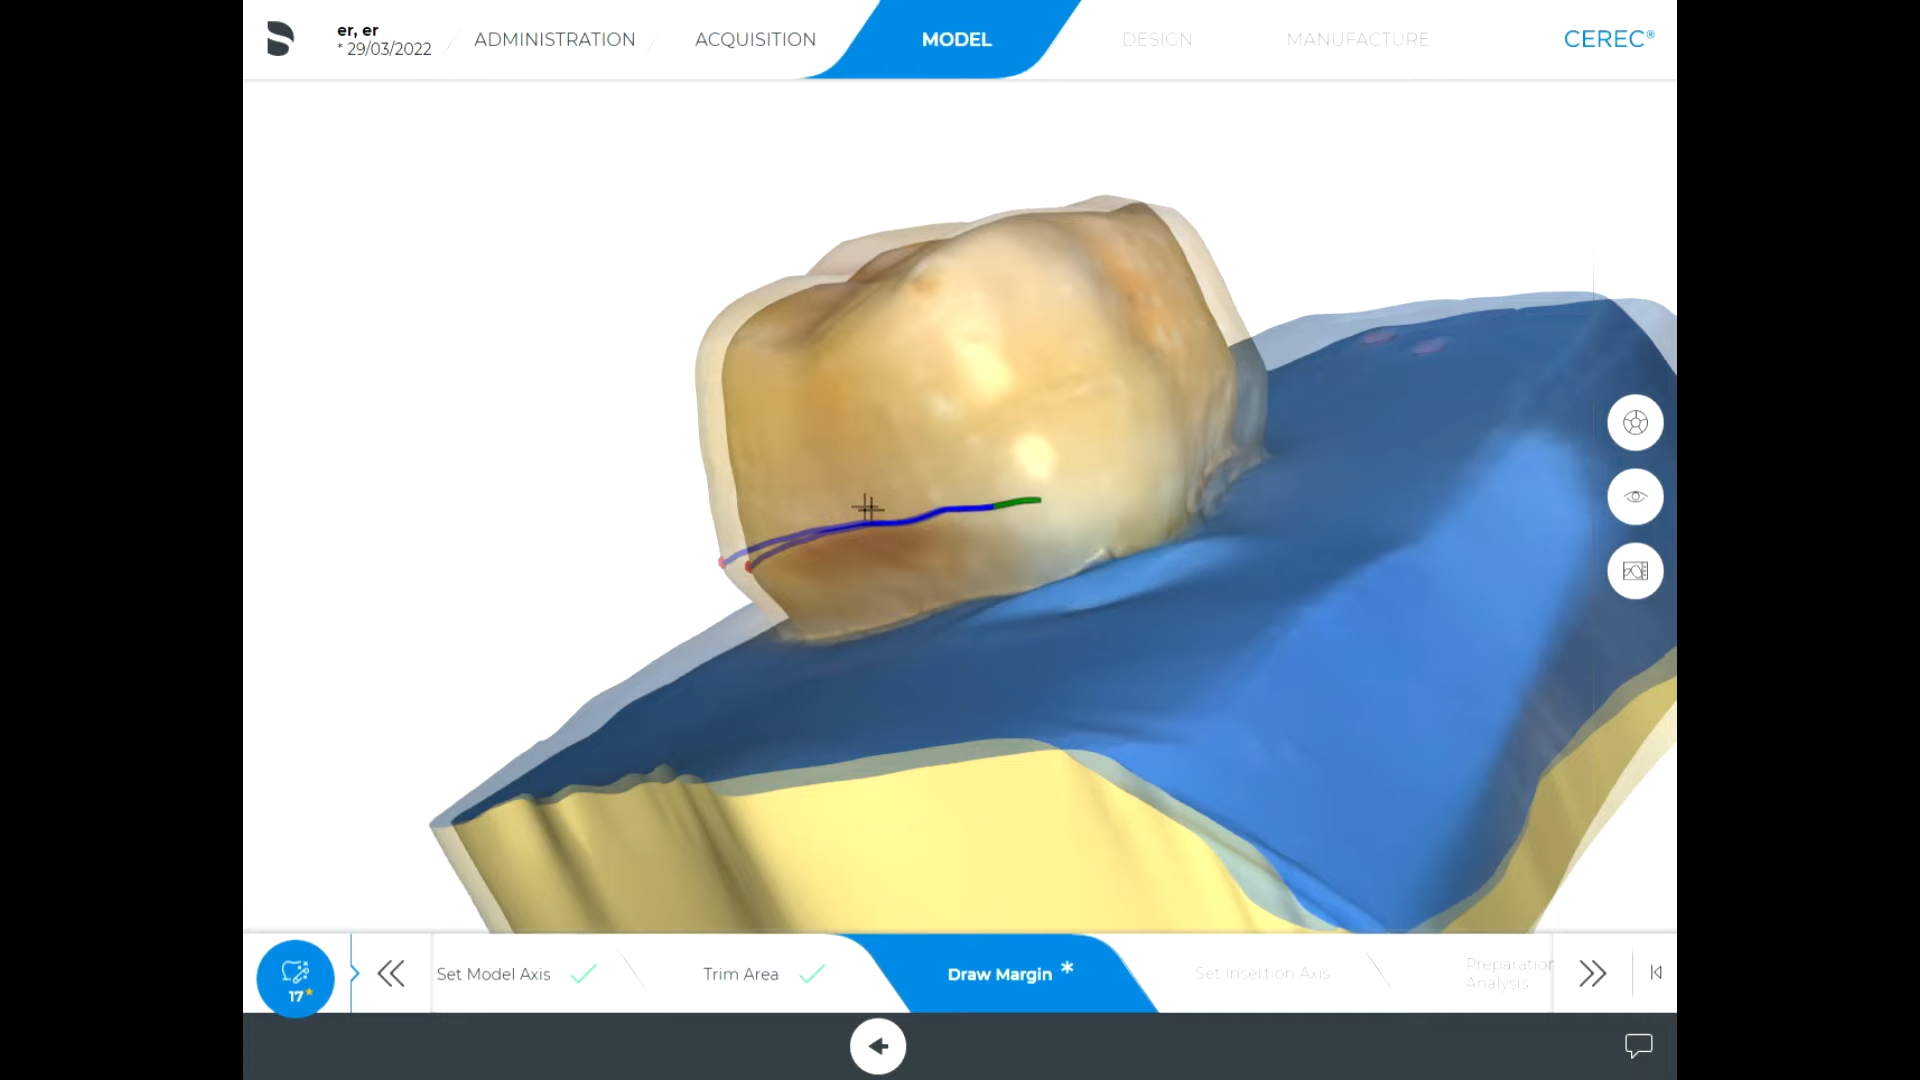 er, er
* 29/03/2022
ADMINISTRATION
ACQUISITION
MODEL
DESIGN
MANUFACTURE
CEREC®
17*
Set Model Axis
Trim Area
Draw Margin *
Set Insertion Axis
Preparation
Analysis